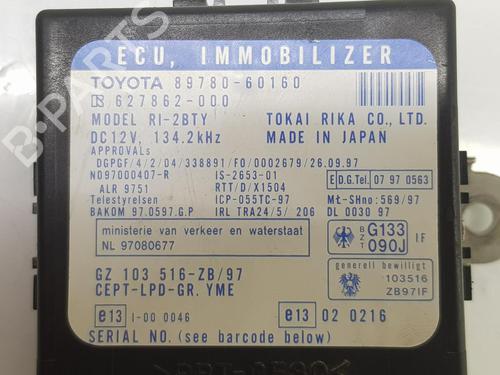 ECU, IMMOBILIZER
TOYOTA 89780-60160
627862-000
MODEL RI-2BTY TOKAI RIKA CO., LTD.
DC12V, 134.2kHz MADE IN JAPAN
APPROVALs
DGPGF/4/2/04/338891/FO/0002679/26.09.97
ND97000407-R IS-2653-01 E D.G.Tel. 07 97 0563
ALR 9751 RTT/D/X1504 Mt-SHno: 569/97
Telestyrelsen ICP-055TC-97 DL 0030 97
BAKOM 97.0597.G.P IRL TRA24/5/ 206
ministerie van verkeer en waterstaat
NL 97080677
BZT G133 090J IF
GZ 103 516-ZB/97
CEPT-LPD-GR. YME
generell bewilligt
103516
ZB97IF
e13 I-00 0046 e13 02 0216
SERIAL NO. (see barcode below)
B-PARTS